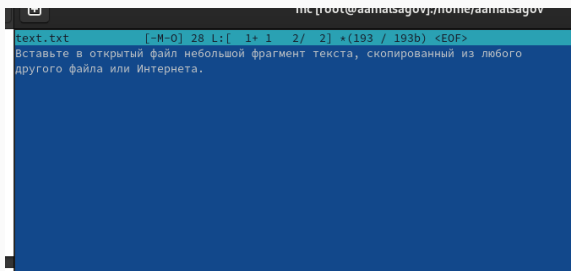 mc [root@aamatsagov]:/home/aamatsagov
text.txt [-M-O] 28 L:[ 1+ 1 2/ 2] *(193 / 193b) <EOF>
Вставьте в открытый файл небольшой фрагмент текста, скопированный из любого
другого файла или Интернета.